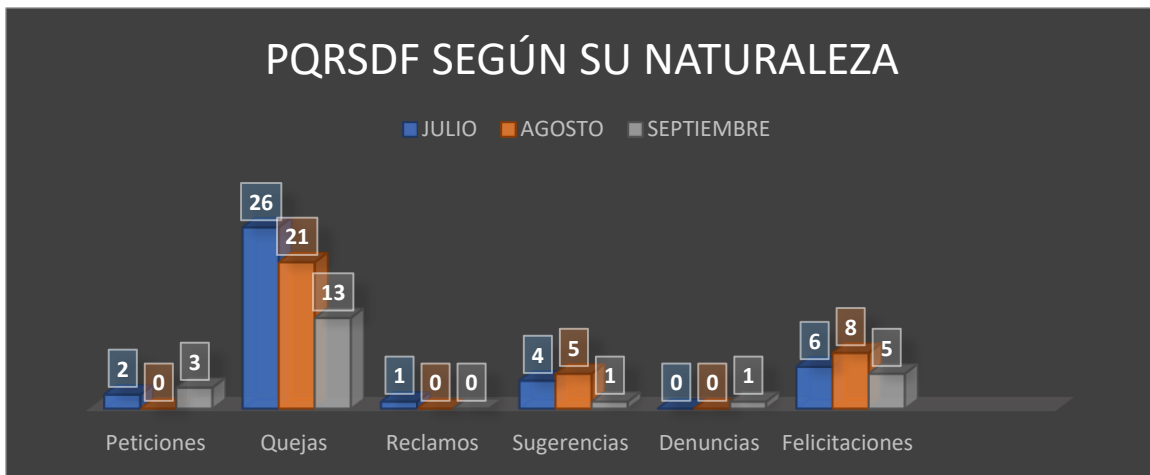 PQRSDF SEGÚN SU NATURALEZA
JULIO AGOSTO SEPTIEMBRE
26
21
13
2 0 3
1 0 0
4 5 1
0 0 1
6 8 5
Peticiones Quejas Reclamos Sugerencias Denuncias Felicitaciones